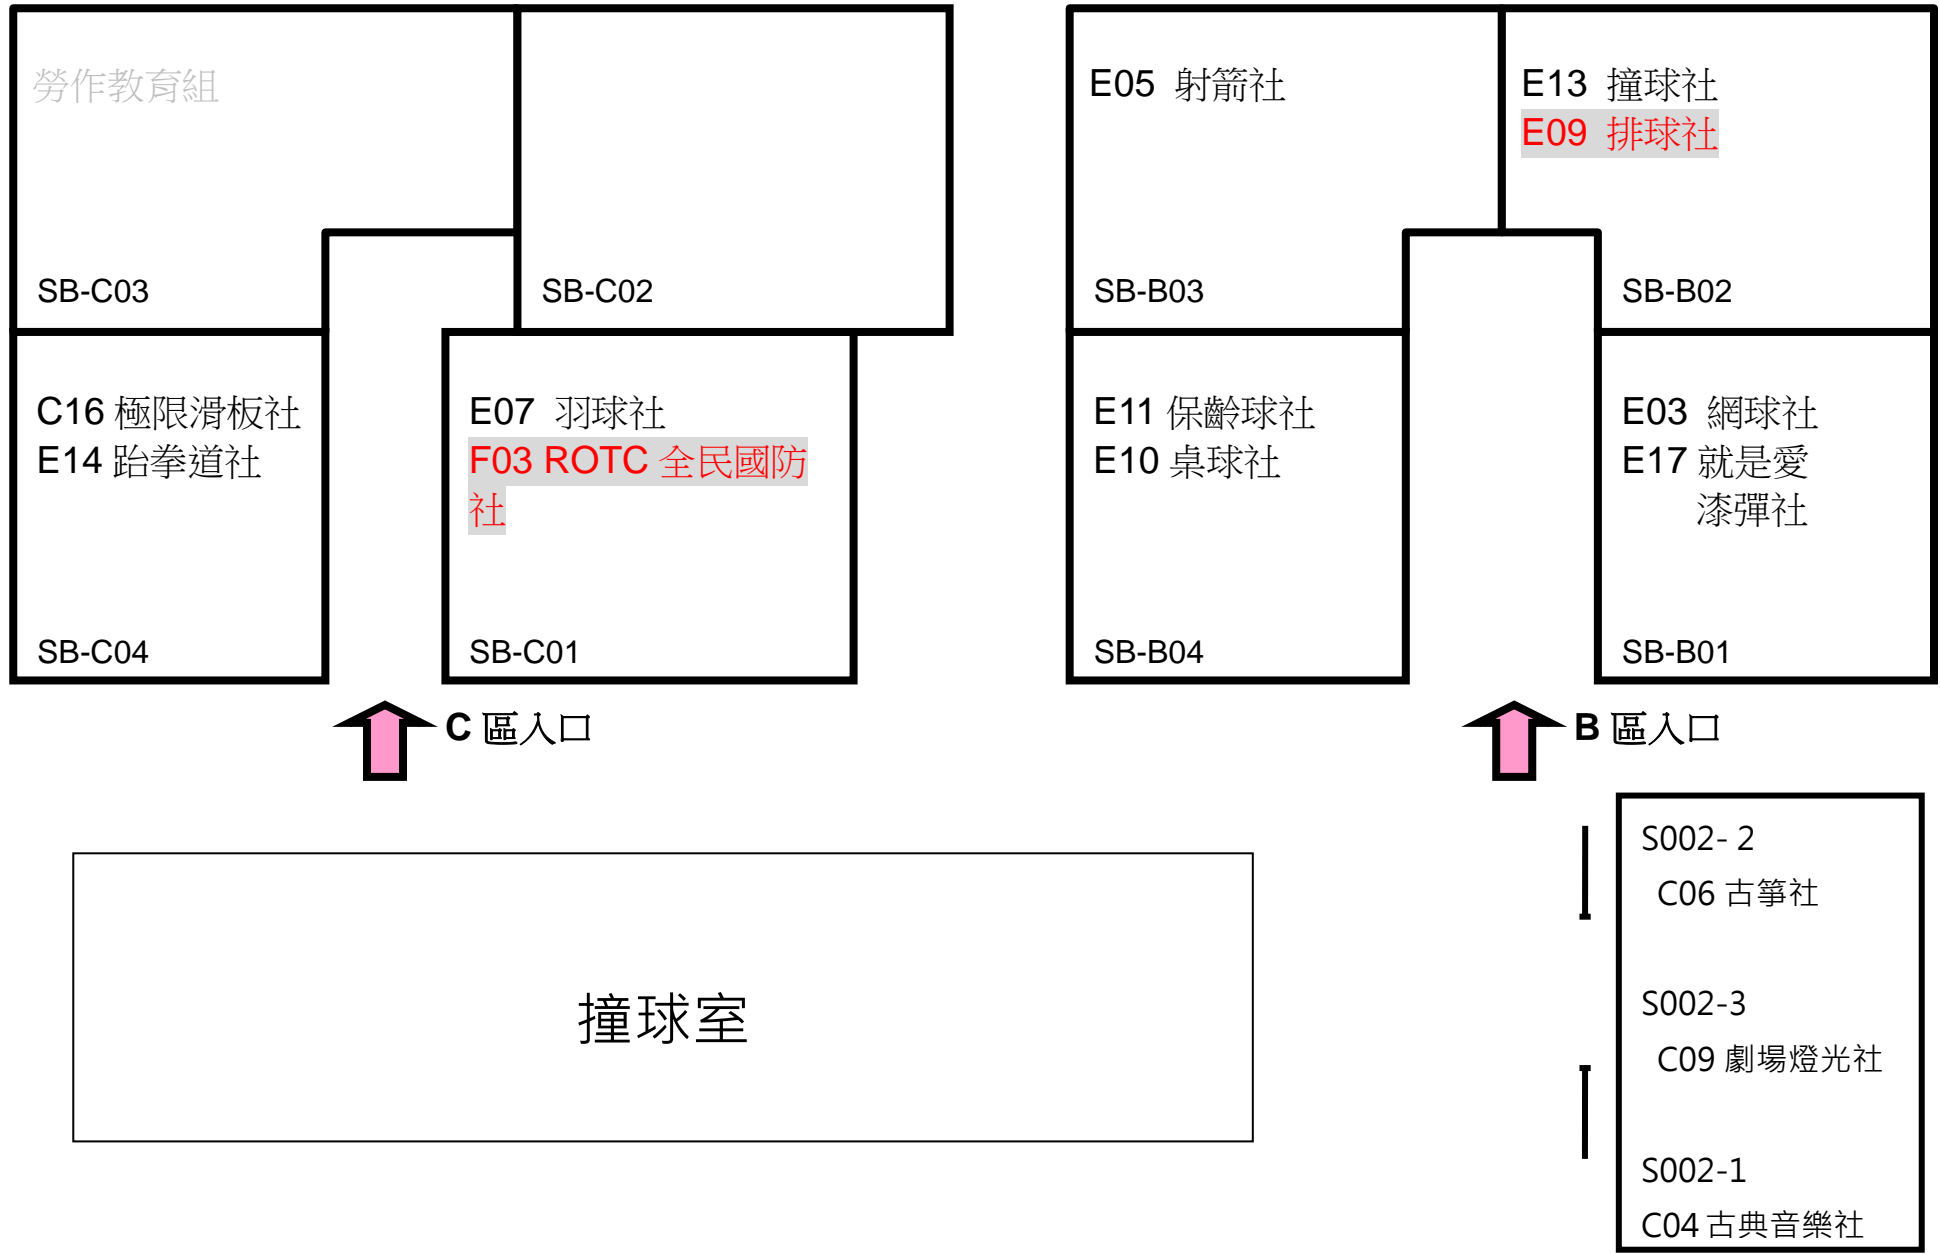 勞作教育組
SB-C03
SB-C02
C16 極限滑板社
E14 跆拳道社
SB-C04
E07 羽球社
F03 ROTC 全民國防
社
SB-C01
C 區入口
E05 射箭社
SB-B03
E13 撞球社
E09 排球社
SB-B02
E11 保齡球社
E10 桌球社
SB-B04
E03 網球社
E17 就是愛
漆彈社
SB-B01
B 區入口
撞球室
S002- 2
C06 古箏社
S002-3
C09 劇場燈光社
S002-1
C04 古典音樂社